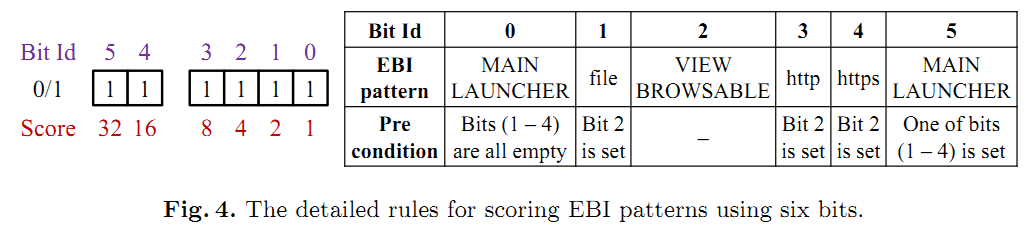 Bit Id 5 4 3 2 1 0
0/1 1 1 1 1 1 1
Score 32 16 8 4 2 1
Bit Id 0 1 2 3 4 5
EBI pattern MAIN LAUNCHER file VIEW BROWSABLE http https MAIN LAUNCHER
Pre condition Bits (1 – 4) are all empty Bit 2 is set – Bit 2 is set Bit 2 is set One of bits (1 – 4) is set
Fig. 4. The detailed rules for scoring EBI patterns using six bits.